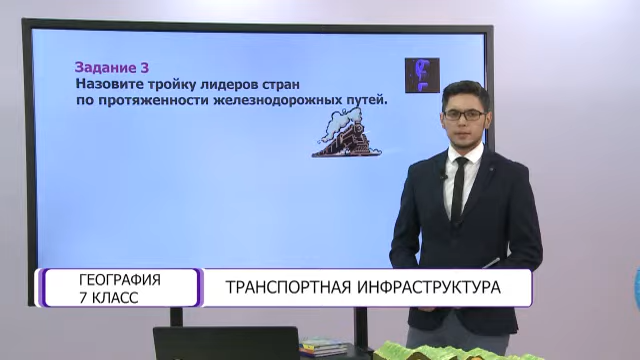 Задание 3
Назовите тройку лидеров стран
по протяженности железнодорожных путей.
ГЕОГРАФИЯ
7 КЛАСС
ТРАНСПОРТНАЯ ИНФРАСТРУКТУРА